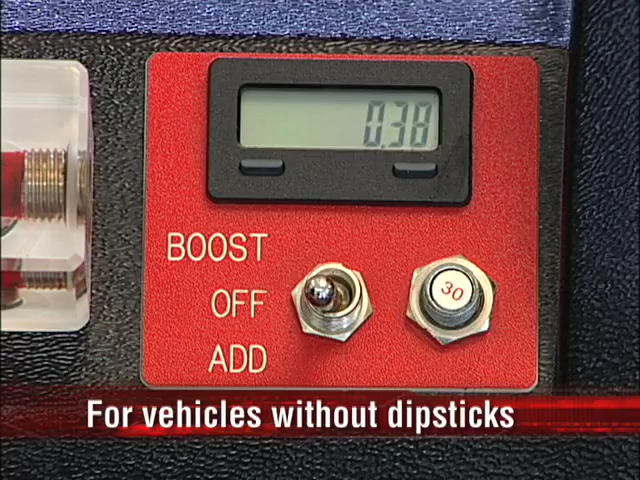 0.38
BOOST
OFF
30
ADD
For vehicles without dipsticks